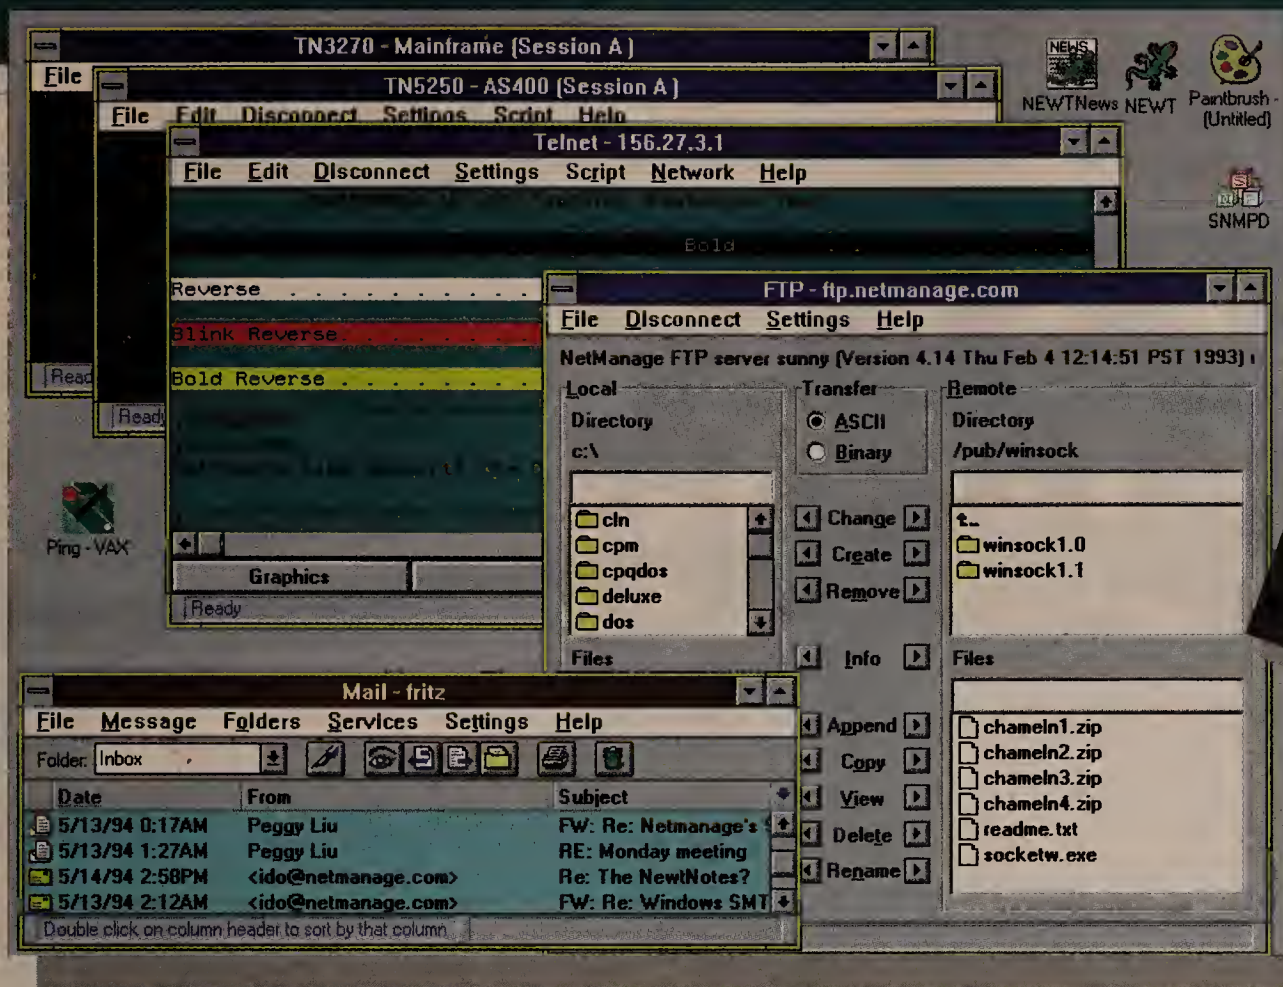 TN3270 - Mainframe (Session A)
File
TN5250 - AS400 (Session A)
File Edit Disconnect Settings Script Help
Telnet - 156.27.3.1
File Edit Disconnect Settings Script Network Help
Bold
Reverse . . . . . . . . .
Blink Reverse. . . . . . .
Bold Reverse . . . . . . .
Graphics
Ready
Ready
Ready
NEWS
NEWTNews
NEWT
Paintbrush -
(Untitled)
SNMPD
Ping - VAX
FTP - ftp.netmanage.com
File Disconnect Settings Help
NetManage FTP server sunny (Version 4.14 Thu Feb 4 12:14:51 PST 1993)
Local
Directory
c:\
cln
cpm
cpqdos
deluxe
dos
Files
Transfer
ASCII
Binary
Change
Create
Remove
Info
Append
Copy
View
Delete
Rename
Remote
Directory
/pub/winsock
winsock1.0
winsock1.1
Files
chameln1.zip
chameln2.zip
chameln3.zip
chameln4.zip
readme.txt
socketw.exe
Mail - fritz
File Message Folders Services Settings Help
Folder: Inbox
Date From Subject
5/13/94 0:17AM Peggy Liu FW: Re: Netmanage's
5/13/94 1:27AM Peggy Liu RE: Monday meeting
5/14/94 2:58PM <ido@netmanage.com> Re: The NewtNotes?
5/13/94 2:12AM <ido@netmanage.com> FW: Re: Windows SMT
Double click on column header to sort by that column